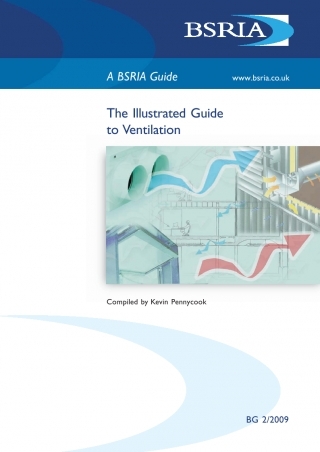 BSRIA
A BSRIA Guide
www.bsria.co.uk
The Illustrated Guide
to Ventilation
Compiled by Kevin Pennycook
BG 2/2009